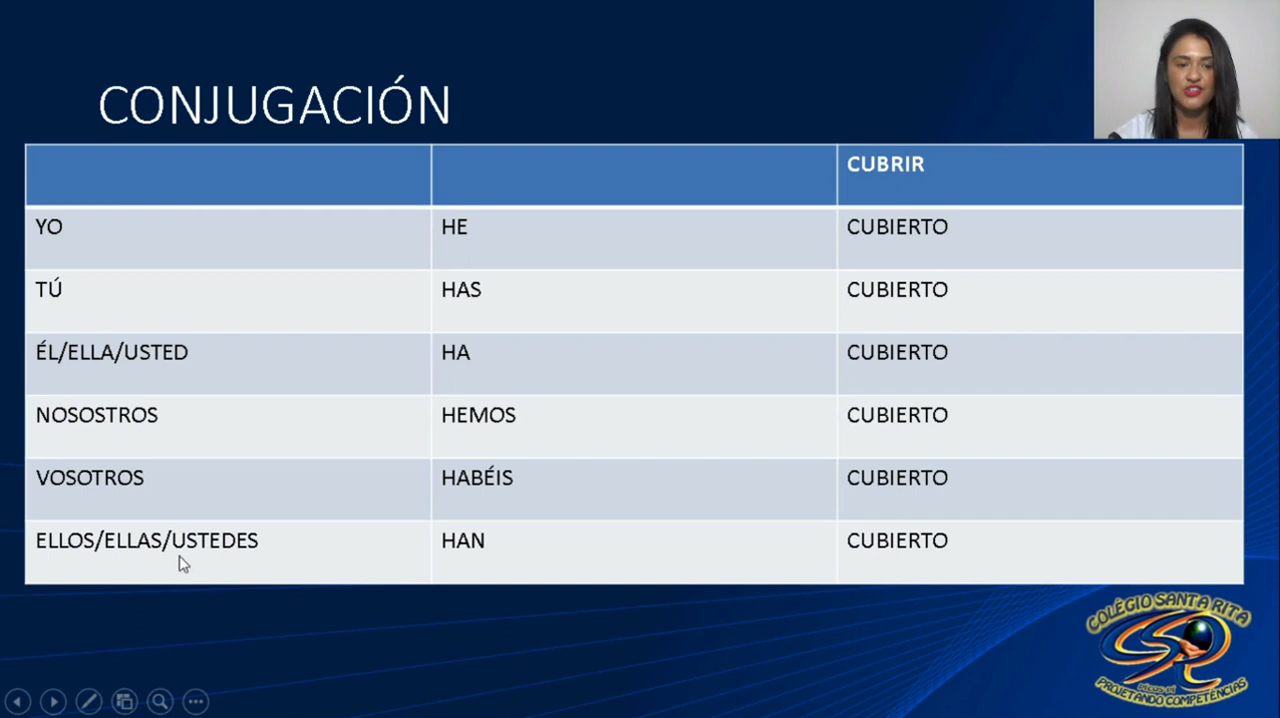 CONJUGACIÓN
CUBRIR
YO HE CUBIERTO
TÚ HAS CUBIERTO
ÉL/ELLA/USTED HA CUBIERTO
NOSOSTROS HEMOS CUBIERTO
VOSOTROS HABÉIS CUBIERTO
ELLOS/ELLAS/USTEDES HAN CUBIERTO
COLÉGIO SANTA RITA
PROJETANDO COMPETÊNCIAS